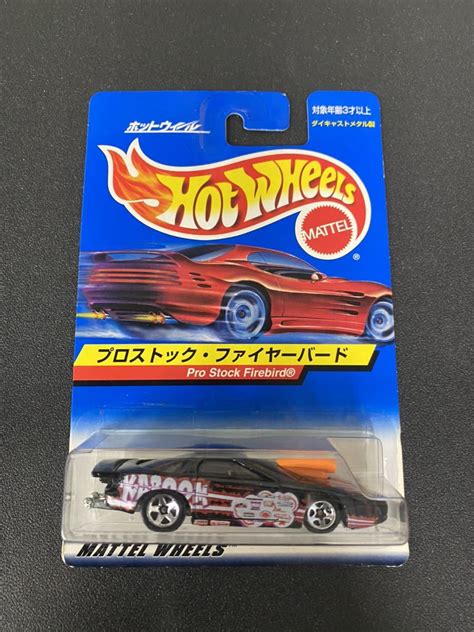 ホットウィール
対象年齢3才以上
ダイキャストメタル製
HOT WHEELS
MATTEL
®
プロストック・ファイヤーバード
Pro Stock Firebird®
KABOOM
MATTEL WHEELS